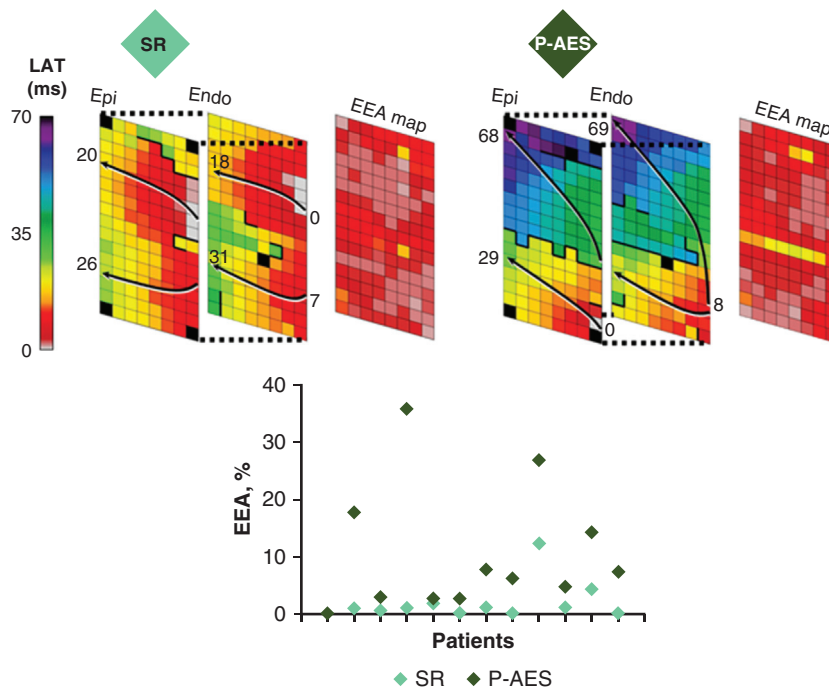 SR
P-AES
LAT
(ms)
Epi
Endo
EEA map
Epi
Endo
EEA map
70
35
0
20
26
18
31
0
7
68
29
69
0
8
40
30
20
10
0
EEA, %
Patients
SR
P-AES